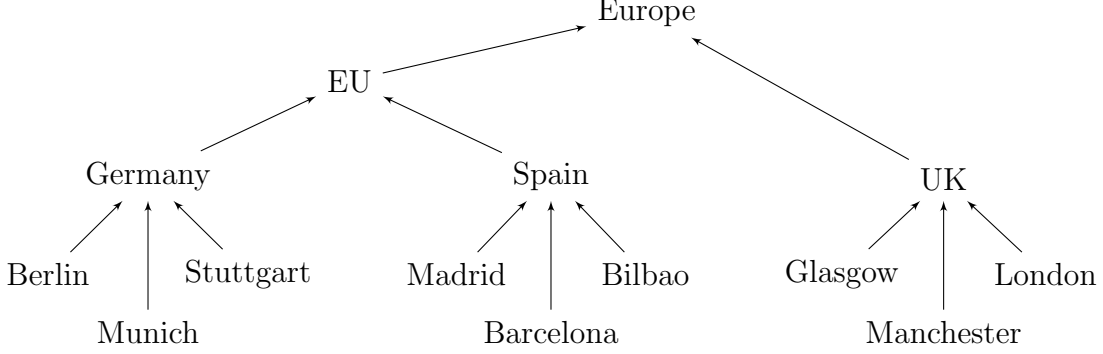 Europe
EU
Germany
Spain
UK
Berlin
Stuttgart
Madrid
Bilbao
Glasgow
London
Munich
Barcelona
Manchester